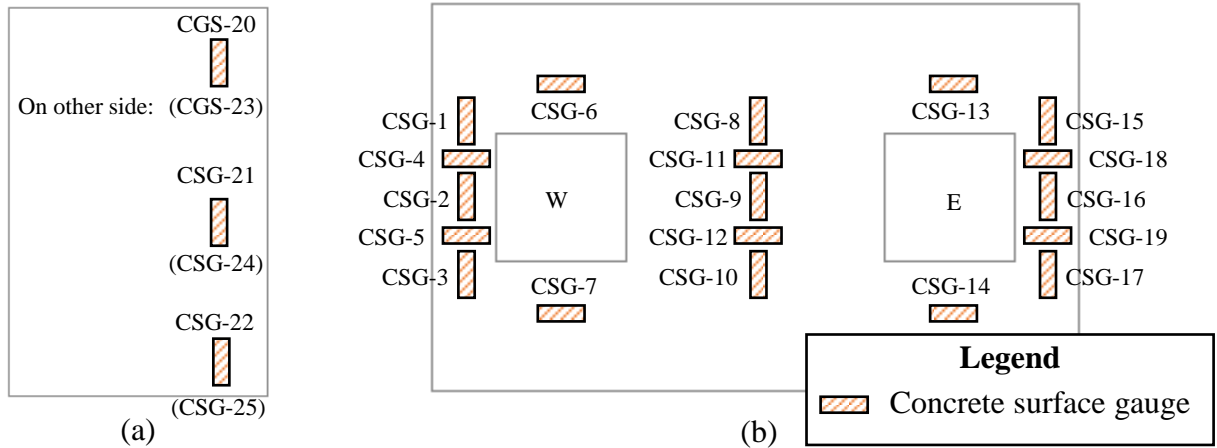 CGS-20
On other side: (CGS-23)
CSG-21
(CSG-24)
CSG-22
(CSG-25)
(a)
CSG-6
CSG-13
CSG-1
CSG-8
CSG-15
CSG-4
CSG-11
CSG-18
CSG-2
W
CSG-9
E
CSG-16
CSG-5
CSG-12
CSG-19
CSG-3
CSG-7
CSG-10
CSG-14
CSG-17
(b)
Legend
Concrete surface gauge